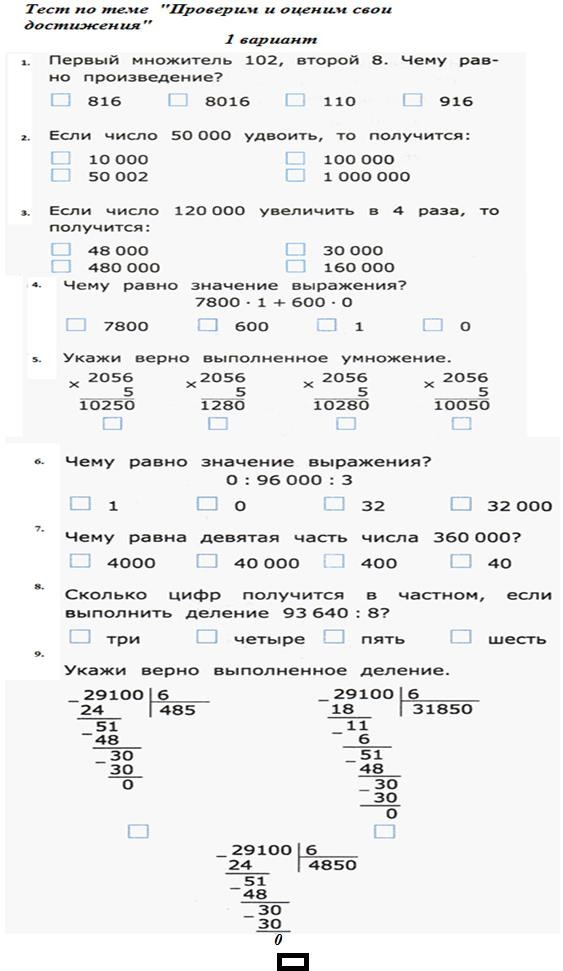 Тест по теме "Проверим и оценим свои
достижения"
1 вариант
1. Первый множитель 102, второй 8. Чему рав-
но произведение?
816 8016 110 916
2. Если число 50 000 удвоить, то получится:
10 000 100 000
50 002 1 000 000
3. Если число 120 000 увеличить в 4 раза, то
получится:
48 000 30 000
480 000 160 000
4. Чему равно значение выражения?
7800 · 1 + 600 · 0
7800 600 1 0
5. Укажи верно выполненное умножение.
× 2056 × 2056 × 2056 × 2056
5 5 5 5
10250 1280 10280 10050
6. Чему равно значение выражения?
0 : 96 000 : 3
1 0 32 32 000
7. Чему равна девятая часть числа 360 000?
4000 40 000 400 40
8. Сколько цифр получится в частном, если
выполнить деление 93 640 : 8?
три четыре пять шесть
9. Укажи верно выполненное деление.
- 29100 | 6
24 485
- 51
48
- 30
30
0
- 29100 | 6
18 31850
- 11
6
- 51
48
- 30
30
0
- 29100 | 6
24 4850
- 51
48
- 30
30
0